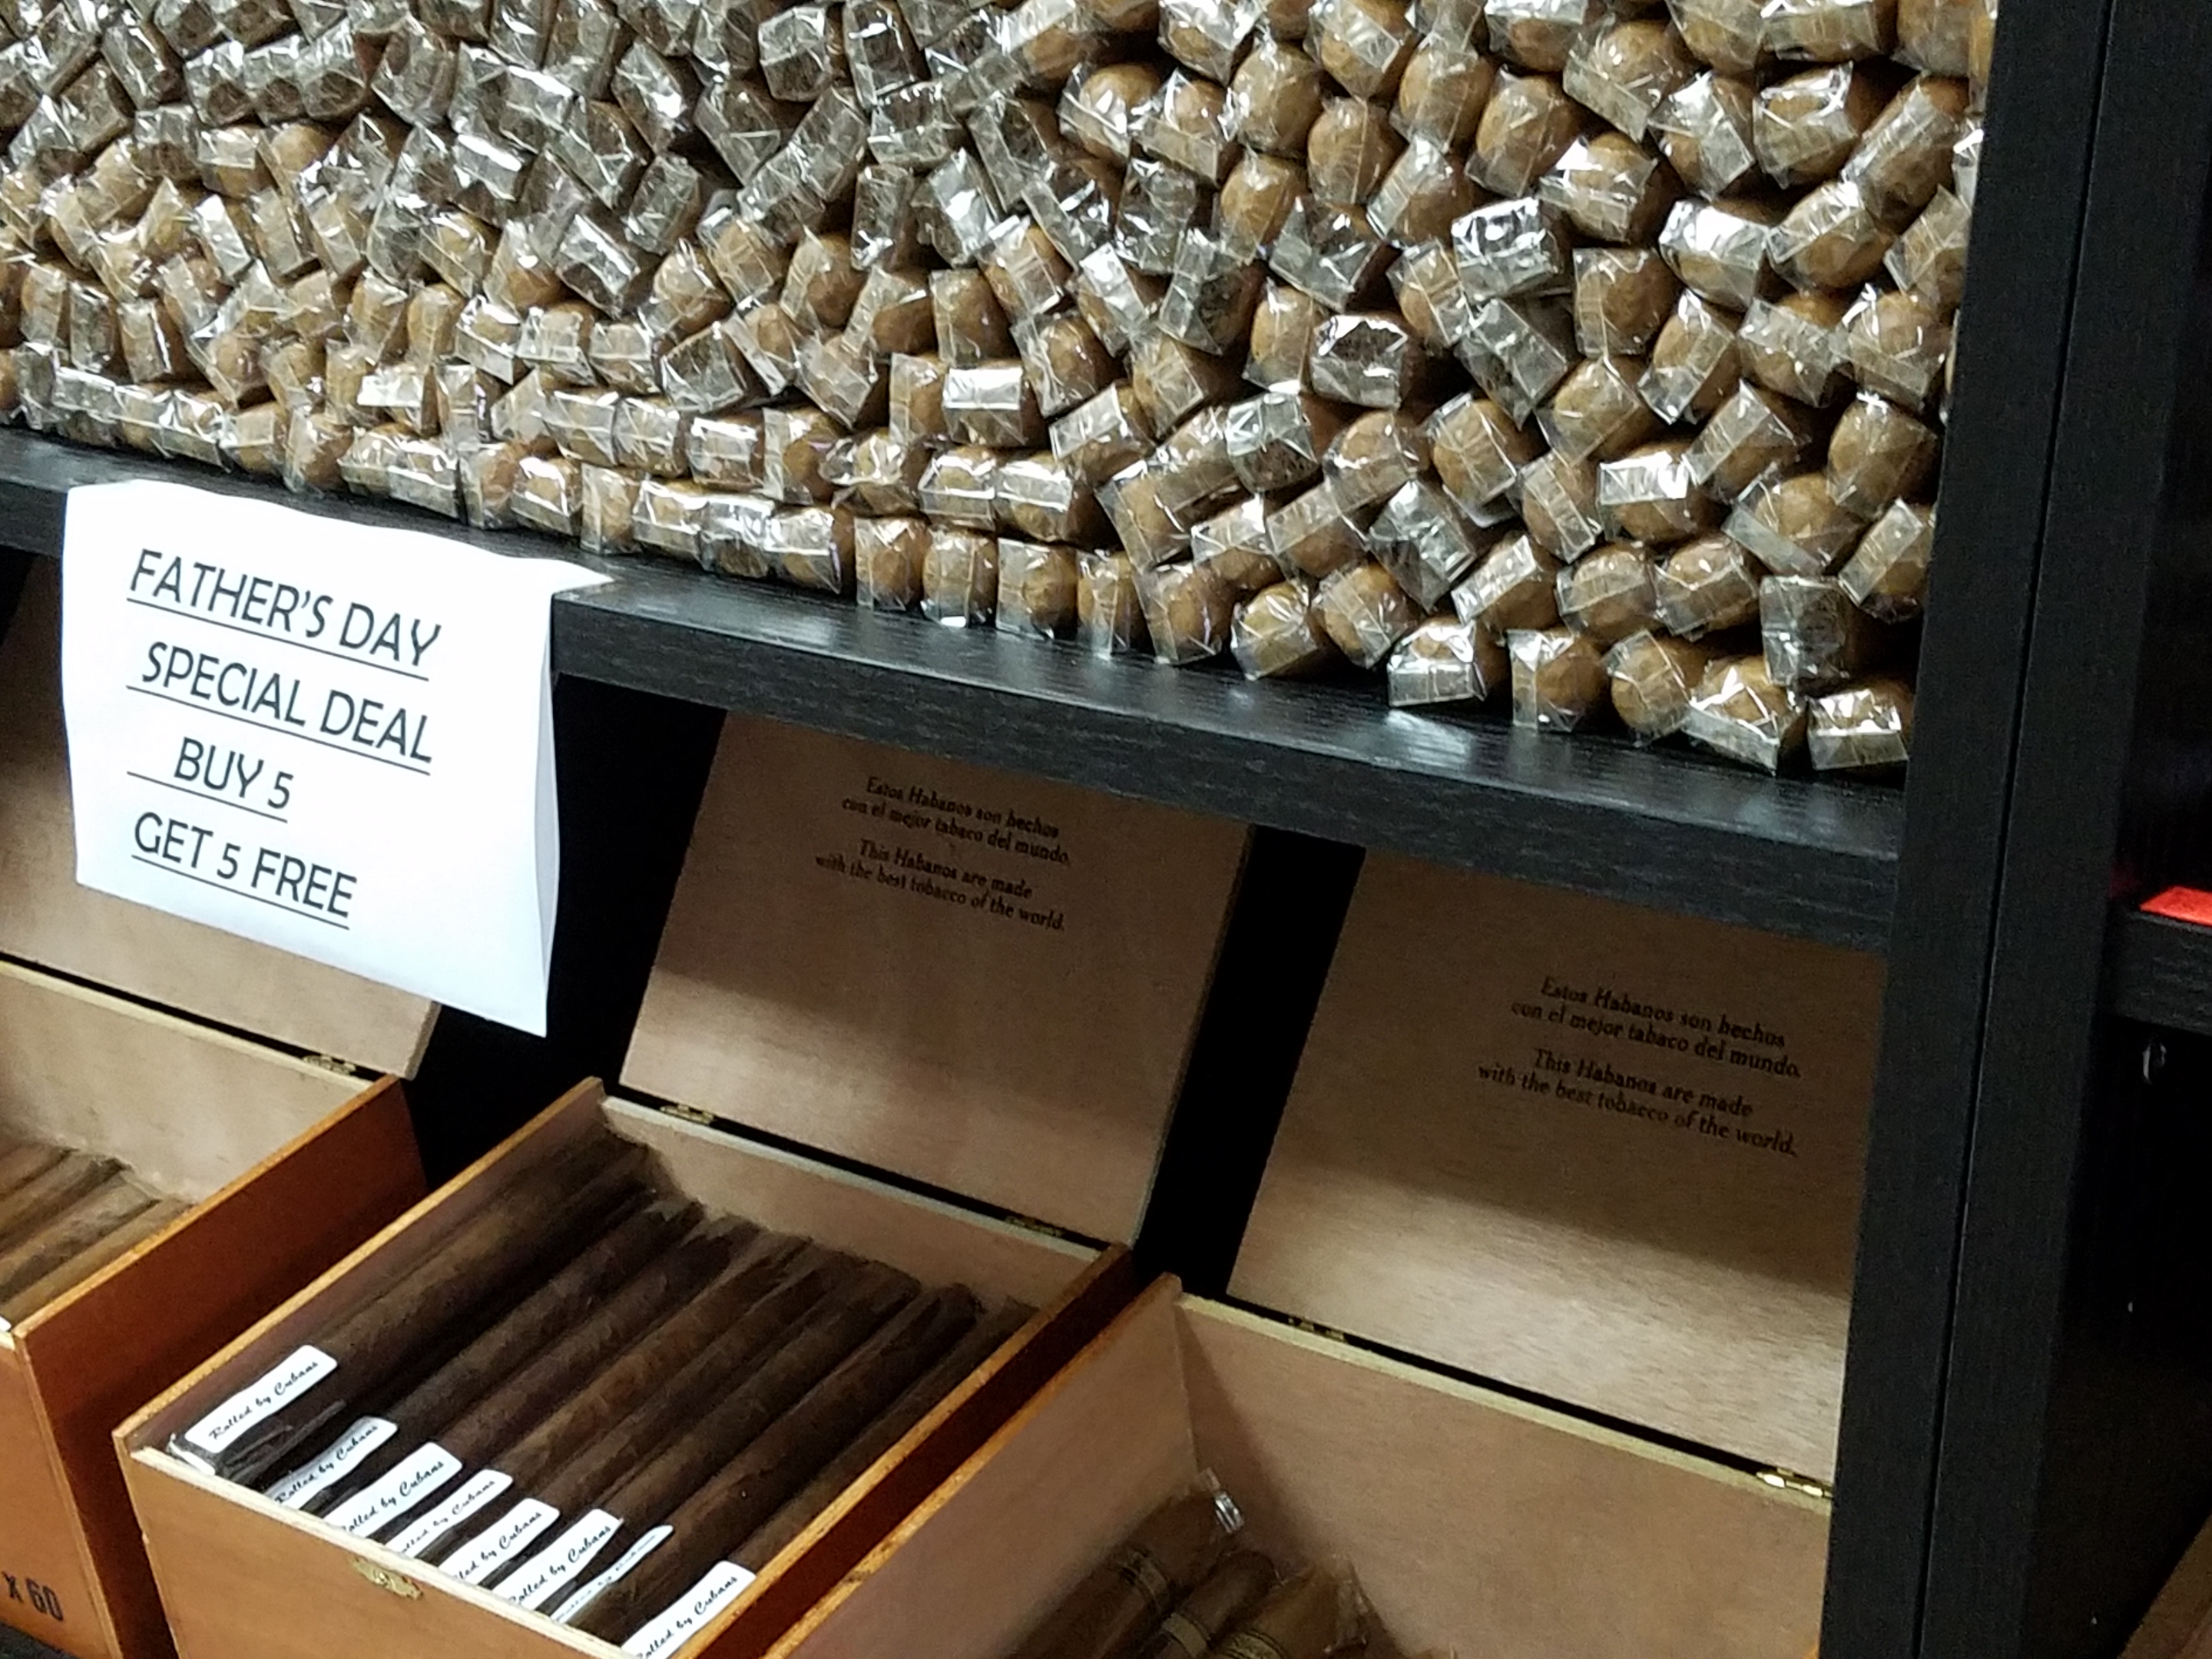 FATHER'S DAY
SPECIAL DEAL
BUY 5
GET 5 FREE
Estos Habanos son hechos
con el mejor tabaco del mundo.
This Habanos are made
with the best tobacco of the world.
Estos Habanos son hechos
con el mejor tabaco del mundo.
This Habanos are made
with the best tobacco of the world.
Rolled by Cubans
Rolled by Cubans
Rolled by Cubans
Rolled by Cubans
Rolled by Cubans
Rolled by Cubans
Rolled by Cubans
x 60